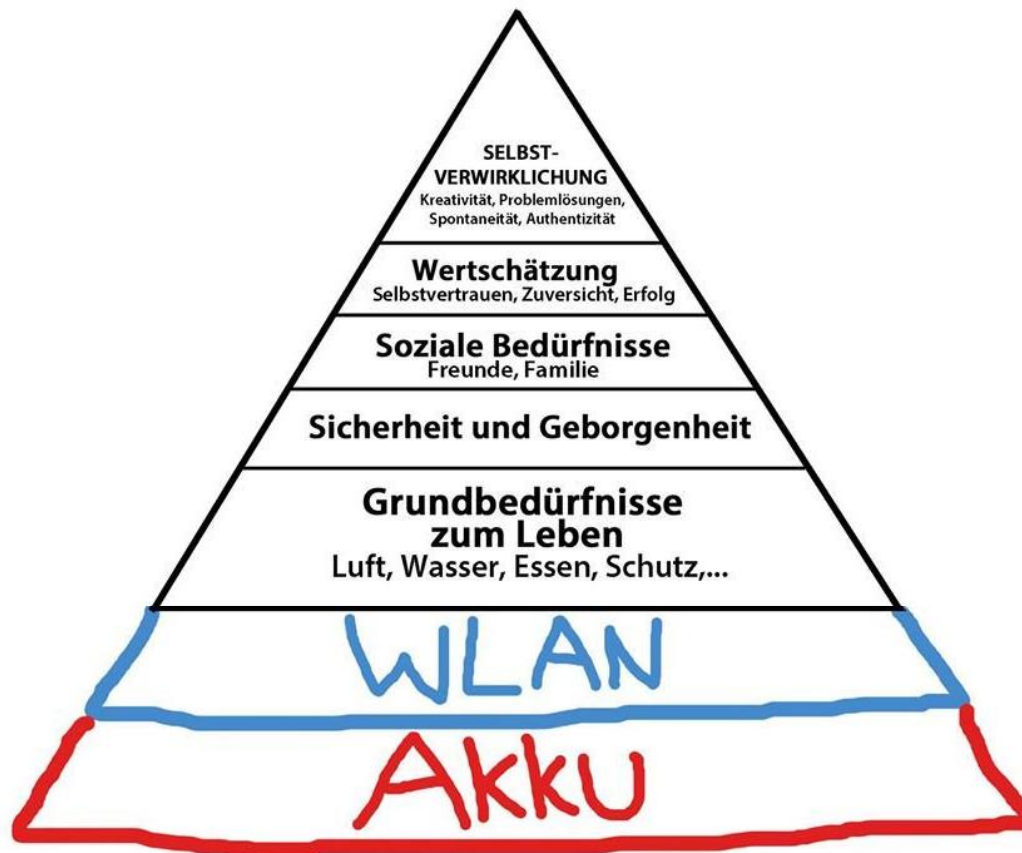 SELBST-
VERWIRKLICHUNG
Kreativität, Problemlösungen,
Spontaneität, Authentizität
Wertschätzung
Selbstvertrauen, Zuversicht, Erfolg
Soziale Bedürfnisse
Freunde, Familie
Sicherheit und Geborgenheit
Grundbedürfnisse
zum Leben
Luft, Wasser, Essen, Schutz,...
WLAN
AKKU